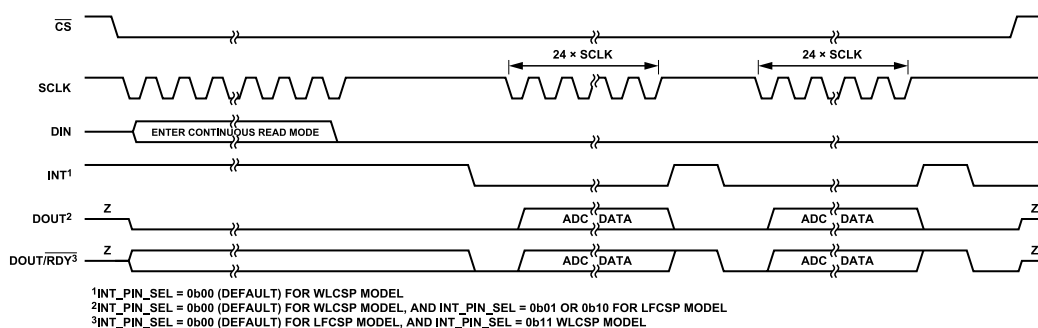 CS
24 × SCLK 24 × SCLK
SCLK
DIN ENTER CONTINUOUS READ MODE
INT1
Z Z
DOUT2 ADC DATA ADC DATA
Z Z
DOUT/RDY3 ADC DATA ADC DATA
1INT_PIN_SEL = 0b00 (DEFAULT) FOR WLCSP MODEL
2INT_PIN_SEL = 0b00 (DEFAULT) FOR WLCSP MODEL, AND INT_PIN_SEL = 0b01 OR 0b10 FOR LFCSP MODEL
3INT_PIN_SEL = 0b00 (DEFAULT) FOR LFCSP MODEL, AND INT_PIN_SEL = 0b11 WLCSP MODEL